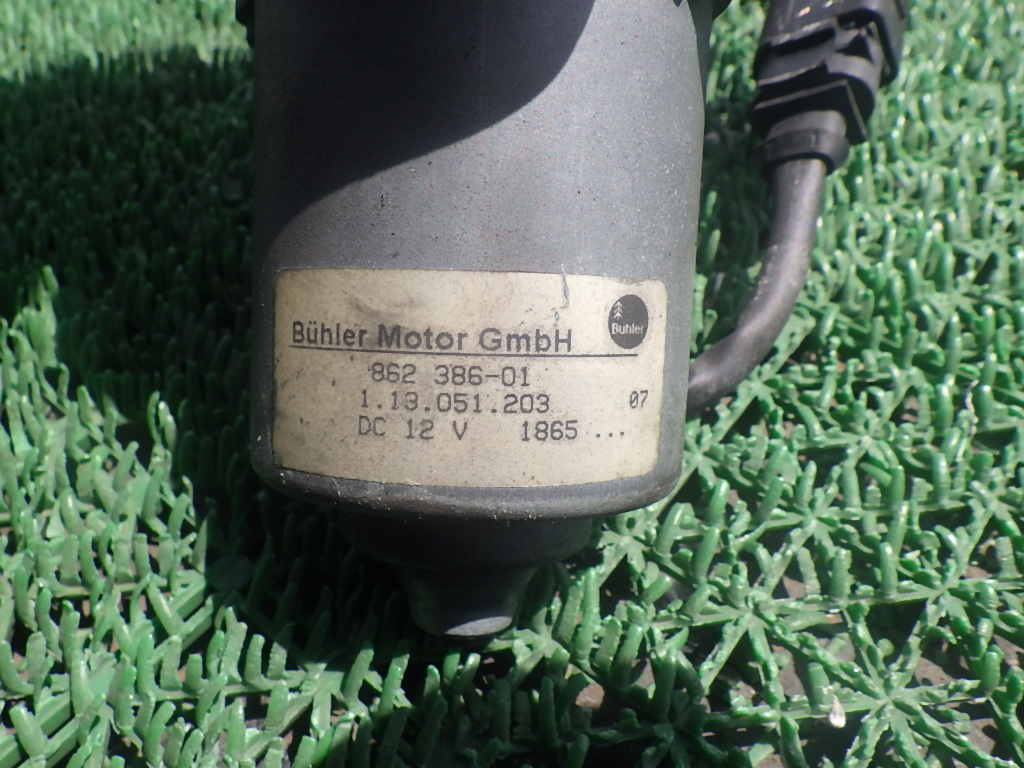 Bühler Motor GmbH
Bühler
862 386-01
1.13.051.203 07
DC 12 V 1865 ...